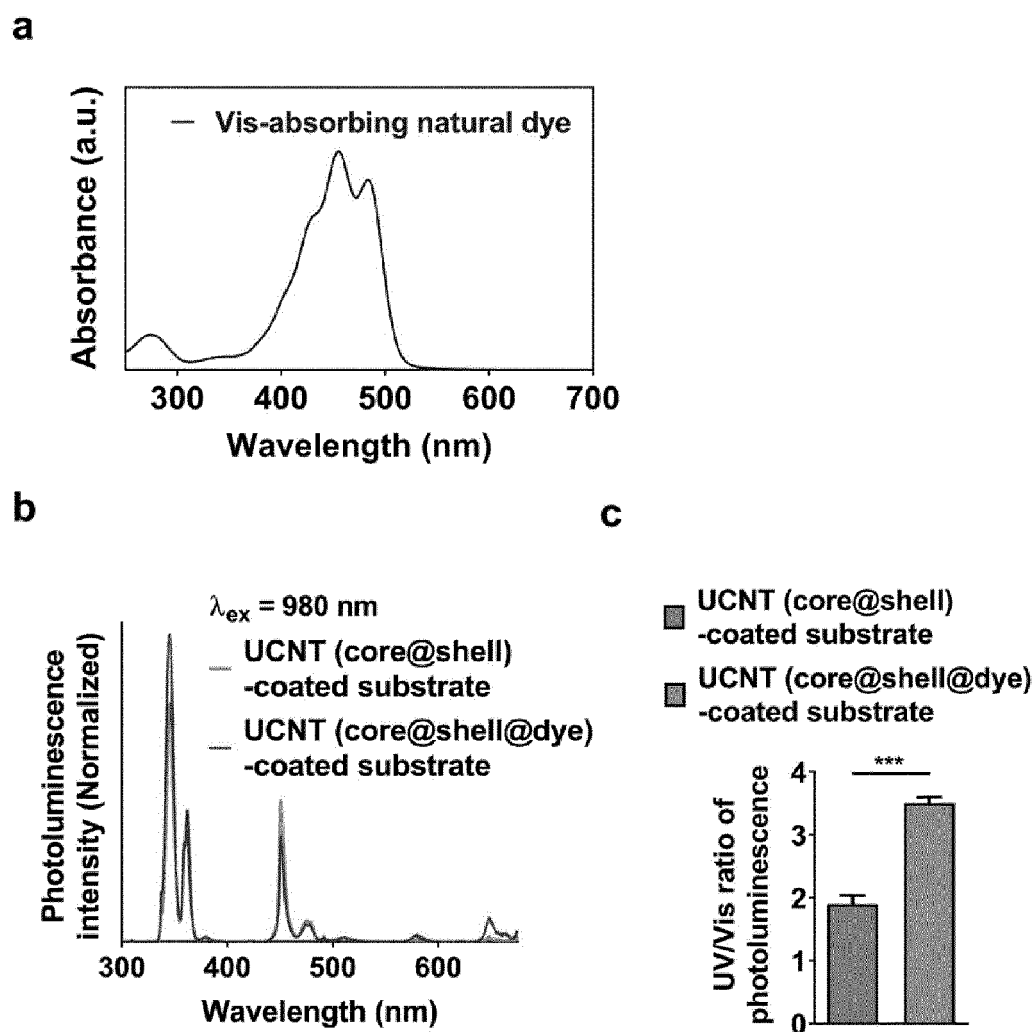 a
Vis-absorbing natural dye
Absorbance (a.u.)
300 400 500 600 700
Wavelength (nm)
b
λex = 980 nm
UCNT (core@shell)
-coated substrate
UCNT (core@shell@dye)
-coated substrate
Photoluminescence
intensity (Normalized)
300 400 500 600
Wavelength (nm)
c
UCNT (core@shell)
-coated substrate
UCNT (core@shell@dye)
-coated substrate
UV/Vis ratio of
photoluminescence
4
3
2
1
0
***